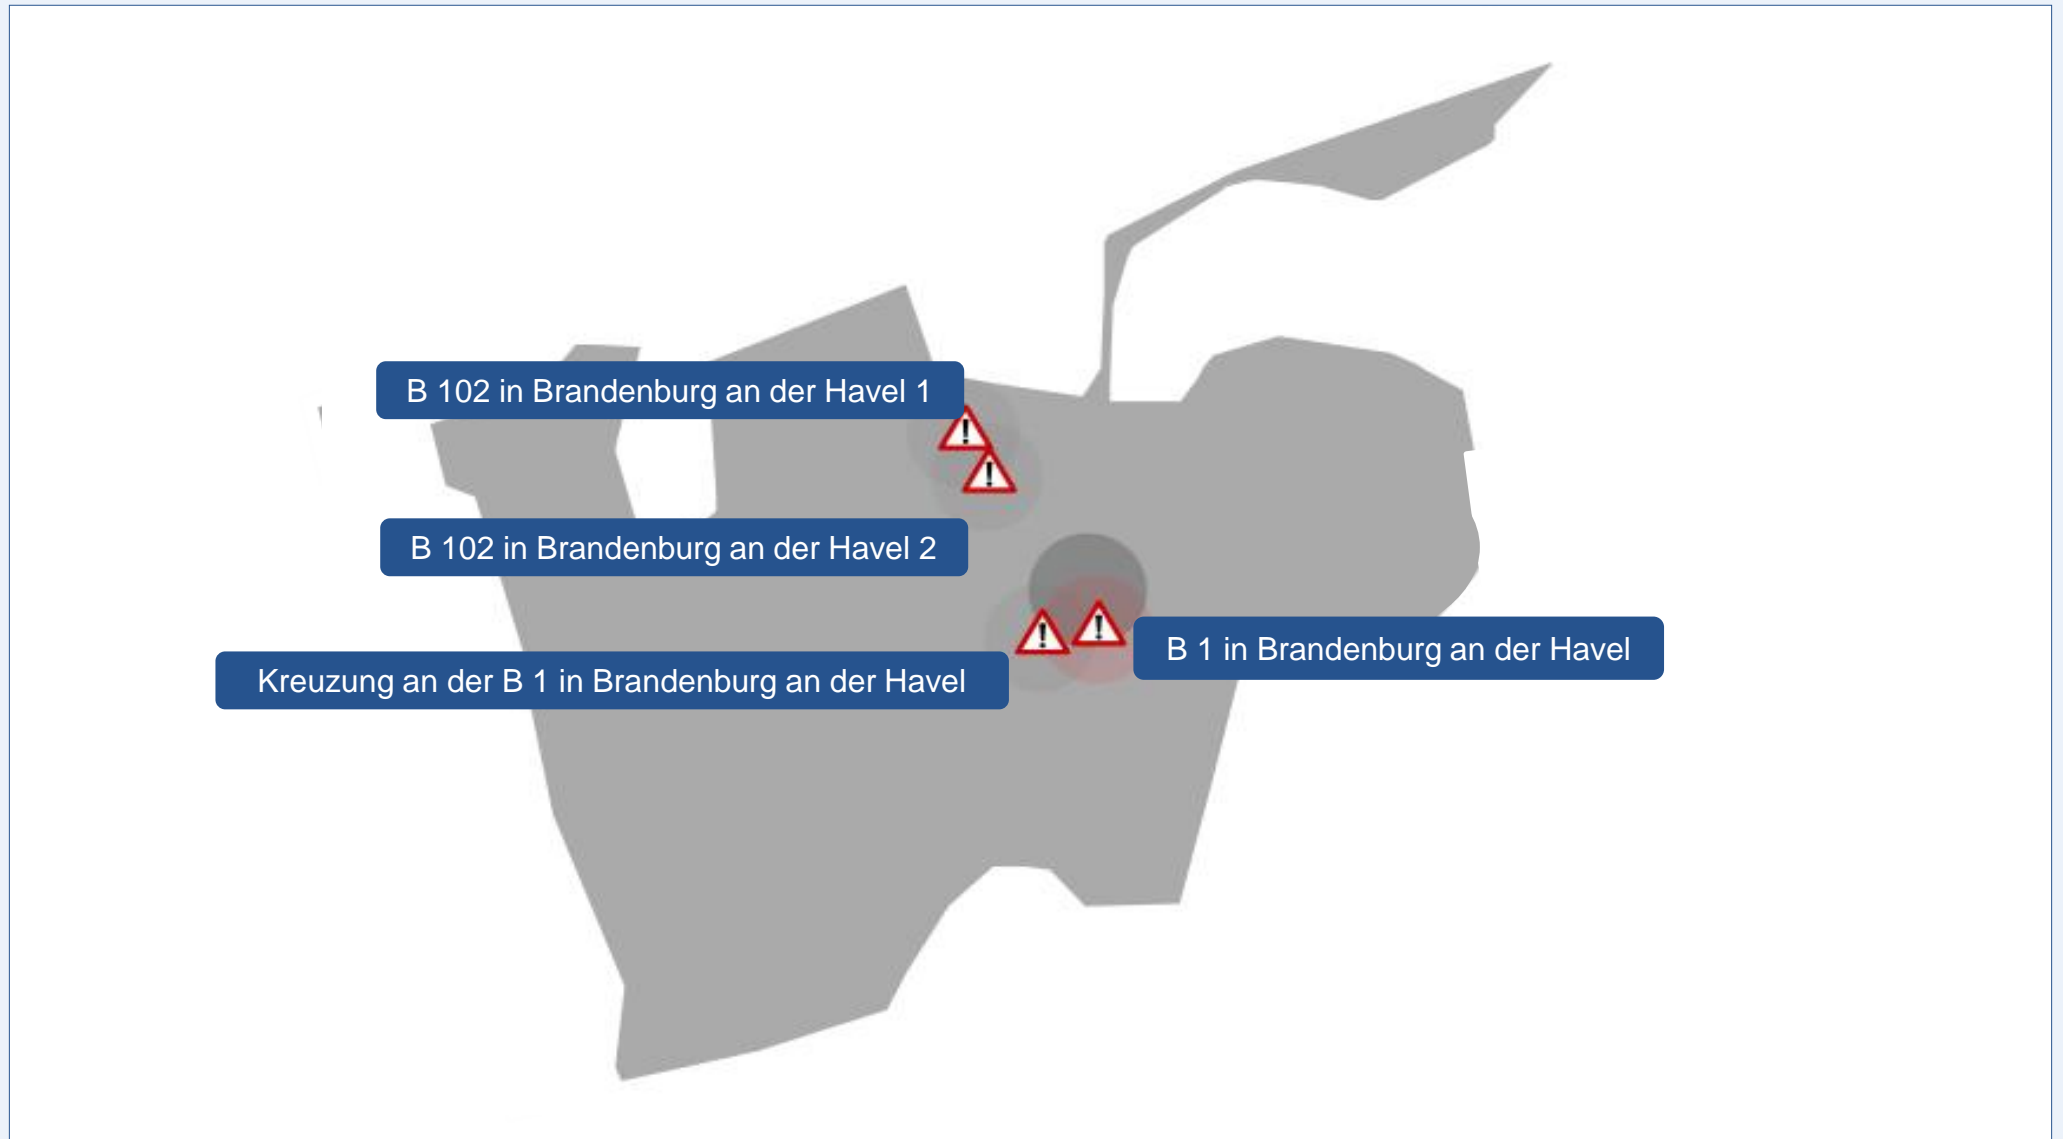 B 102 in Brandenburg an der Havel 1
B 102 in Brandenburg an der Havel 2
B 1 in Brandenburg an der Havel
Kreuzung an der B 1 in Brandenburg an der Havel